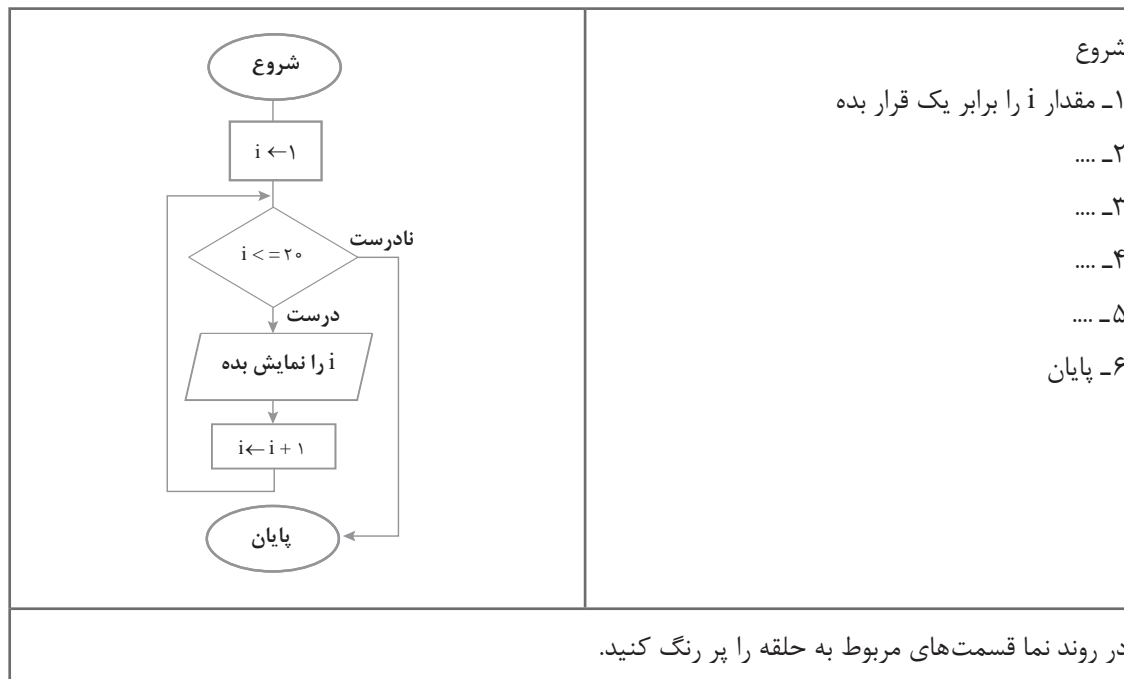 شروع
۱ـ مقدار i را برابر یک قرار بده
۲ـ ....
۳ـ ....
۴ـ ....
۵ـ ....
۶ـ پایان
شروع
i ←۱
i < = ۲۰
نادرست
درست
i را نمایش بده
i← i + ۱
پایان
در روند نما قسمت‌های مربوط به حلقه را پر رنگ کنید.